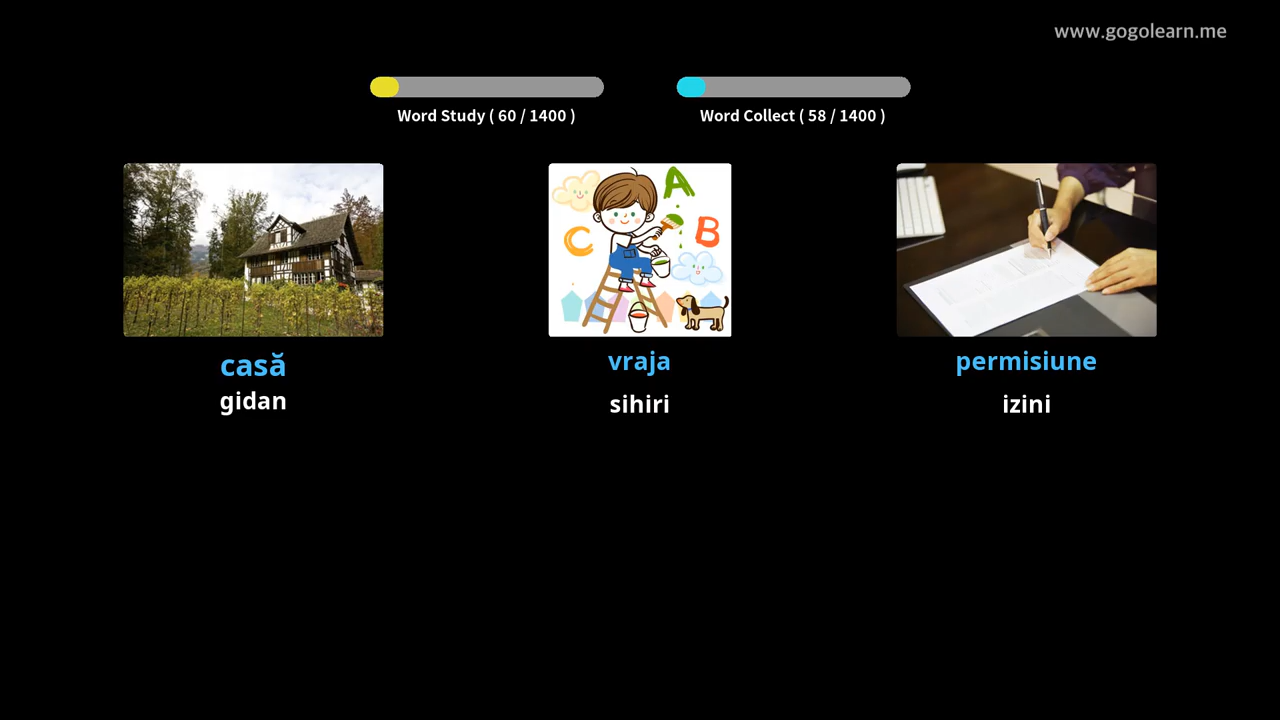 www.gogolearn.me
Word Study ( 60 / 1400 )
Word Collect ( 58 / 1400 )
A
B
C
casă
gidan
vraja
sihiri
permisiune
izini